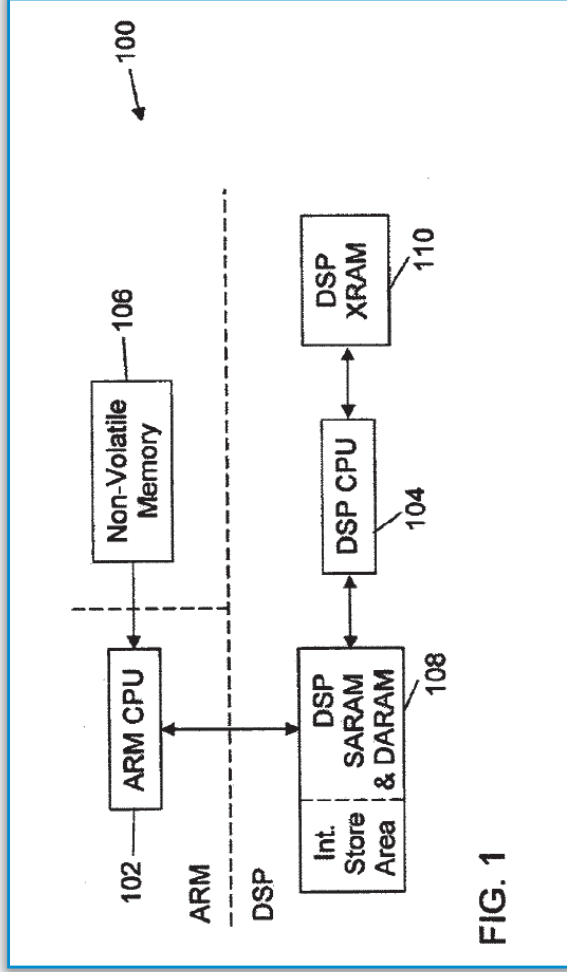 100
106
Non-Volatile
Memory
ARM CPU
102
ARM
DSP
Int.
Store
Area
DSP
SARAM
& DARAM
108
DSP CPU
104
DSP
XRAM
110
FIG. 1